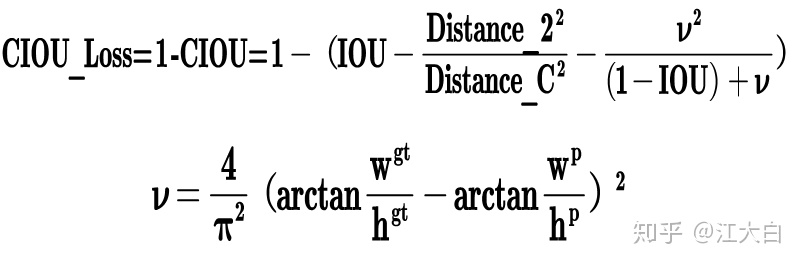 CIOU_Loss=1-CIOU=1−(IOU−Distance_2²/Distance_C²−ν²/(1−IOU)+ν)
ν=4/π²(arctan w^gt/h^gt−arctan w^p/h^p)²
知乎 @江大白